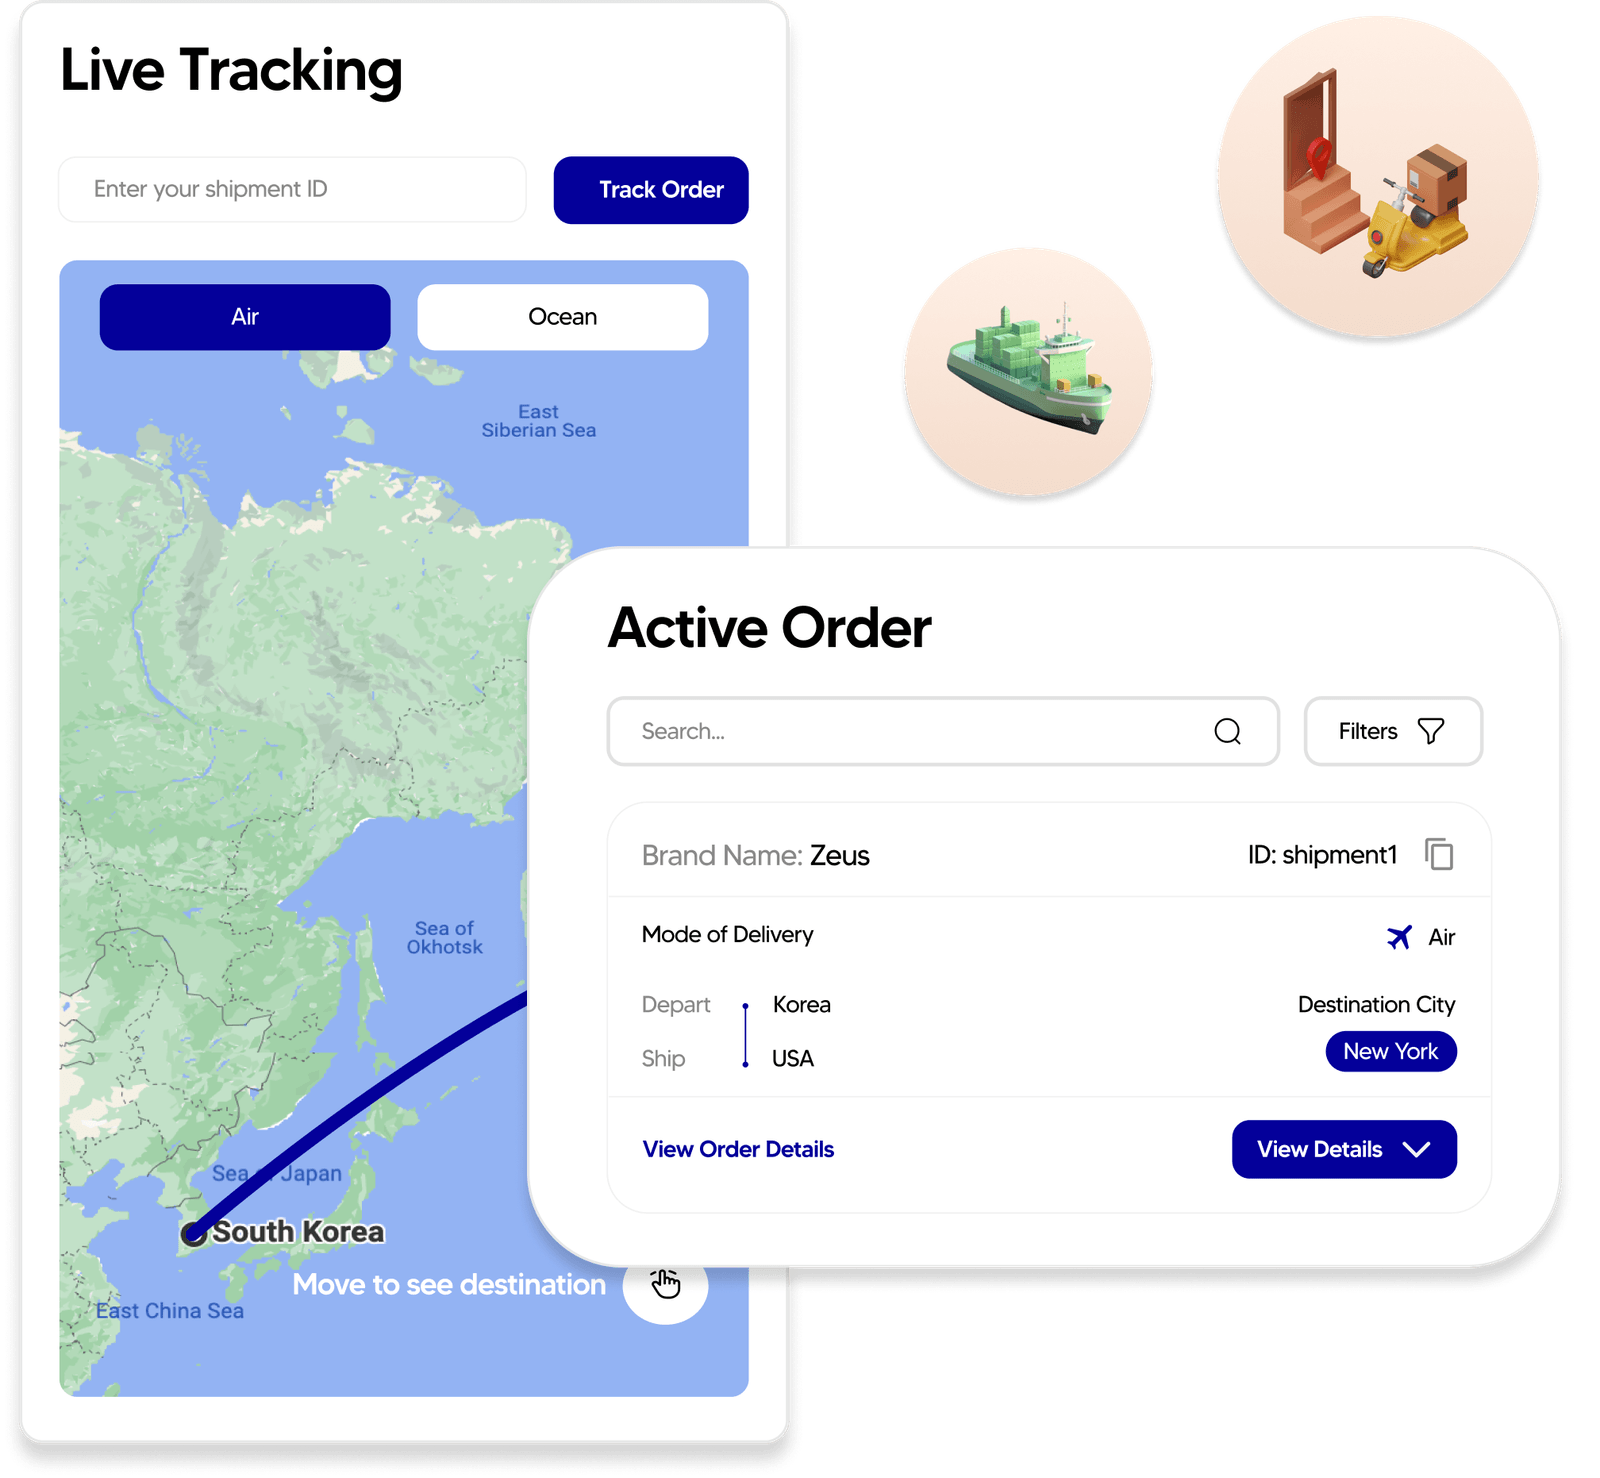 Live Tracking
Enter your shipment ID
Track Order
Air
Ocean
East
Siberian Sea
Sea of
Okhotsk
Sea of Japan
South Korea
Move to see destination
East China Sea
Active Order
Search...
Filters
Brand Name: Zeus
ID: shipment1
Mode of Delivery
Air
Depart
Korea
Ship
USA
Destination City
New York
View Order Details
View Details